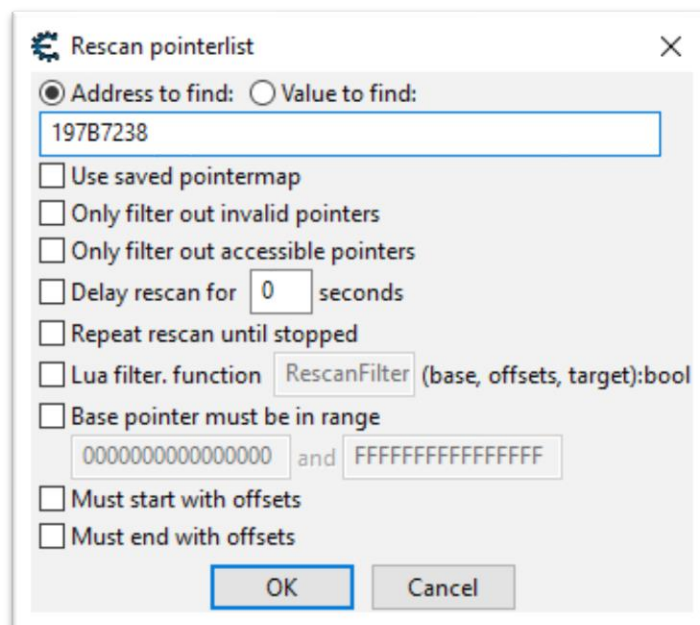 Rescan pointerlist
Address to find: Value to find:
197B7238
Use saved pointermap
Only filter out invalid pointers
Only filter out accessible pointers
Delay rescan for 0 seconds
Repeat rescan until stopped
Lua filter. function RescanFilter (base, offsets, target):bool
Base pointer must be in range
0000000000000000 and FFFFFFFFFFFFFFFF
Must start with offsets
Must end with offsets
OK Cancel